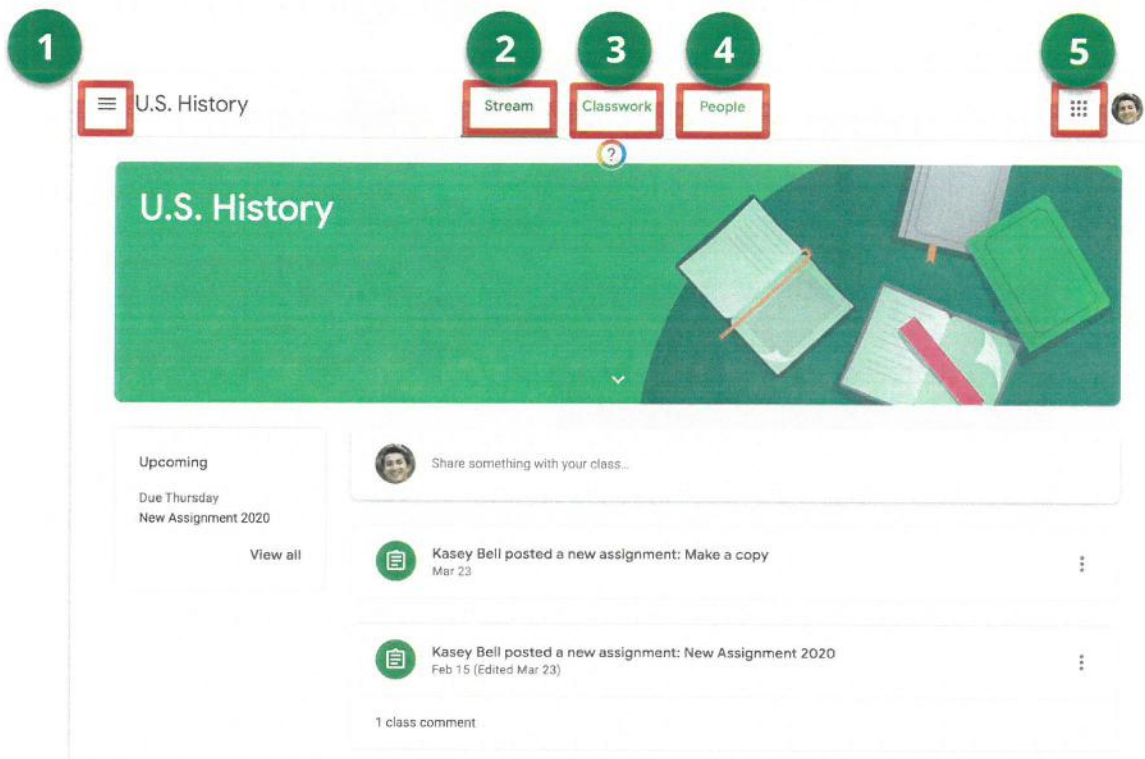 1
2
3
4
5
U.S. History
Stream
Classwork
People
?
U.S. History
Upcoming
Due Thursday
New Assignment 2020
View all
Share something with your class...
Kasey Bell posted a new assignment: Make a copy
Mar 23
Kasey Bell posted a new assignment: New Assignment 2020
Feb 15 (Edited Mar 23)
1 class comment